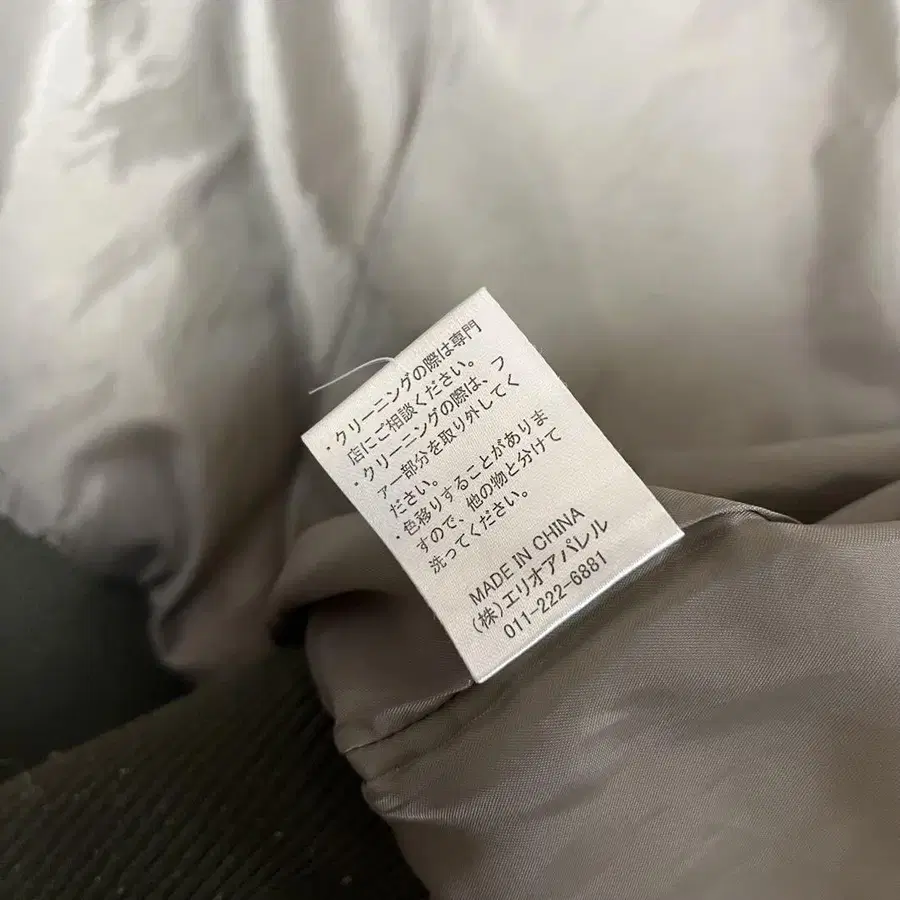 ・クリーニングの際は専門
店にご相談ください。
・クリーニングの際は、フ
ァー部分を取り外してく
ださい。
・色移りすることがありま
すので、他の物と分けて
洗ってください。
MADE IN CHINA
(株)エリオアパレル
011-222-6881